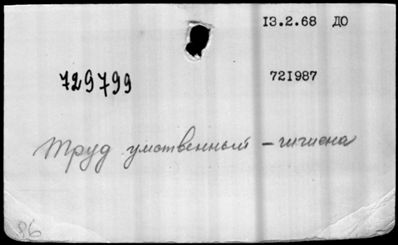 13.2.68 ДО
729799 721987
Труд умственный – гигиена
86